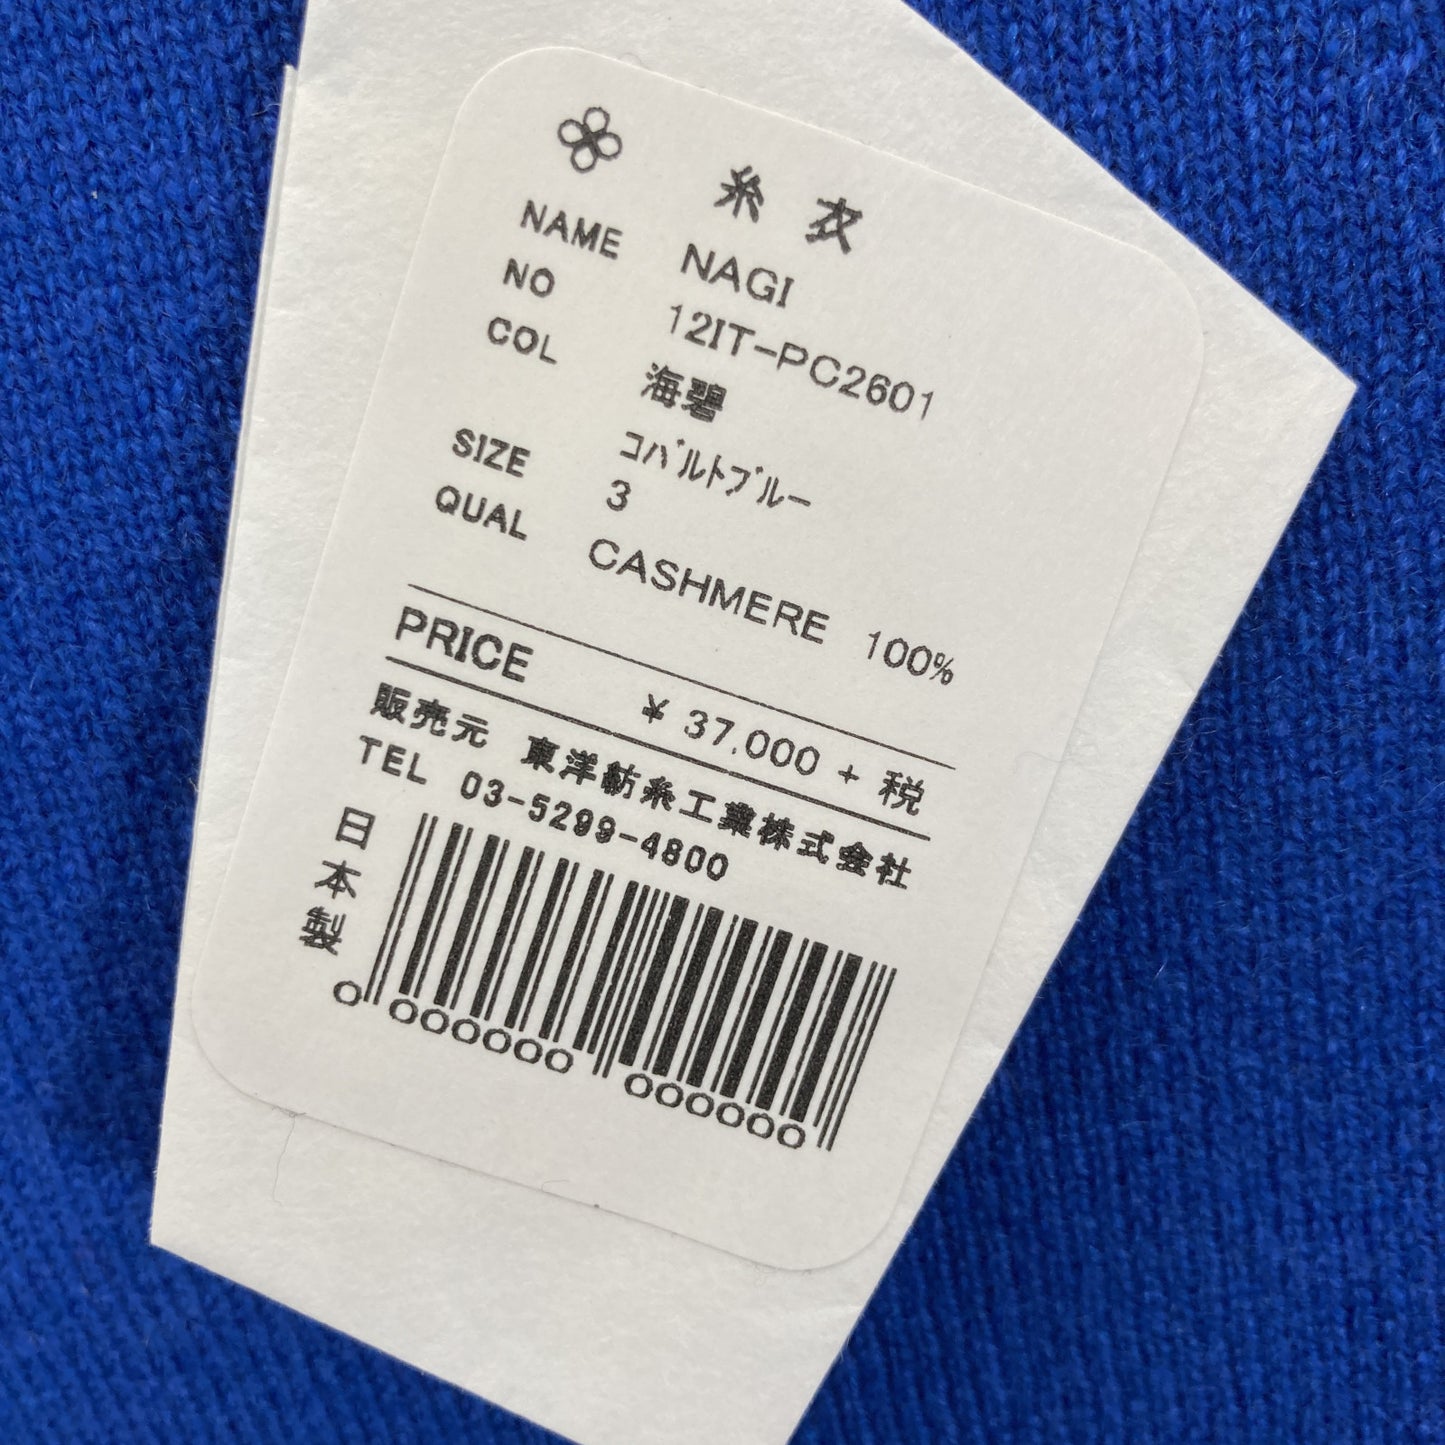 糸衣
NAME NAGI
NO 12IT-PC2601
COL 海碧
コバルトブルー
SIZE 3
QUAL CASHMERE 100%
PRICE ¥ 37,000 + 税
販売元 東洋紡糸工業株式会社
TEL 03-5299-4800
日本製
0 000000 000000